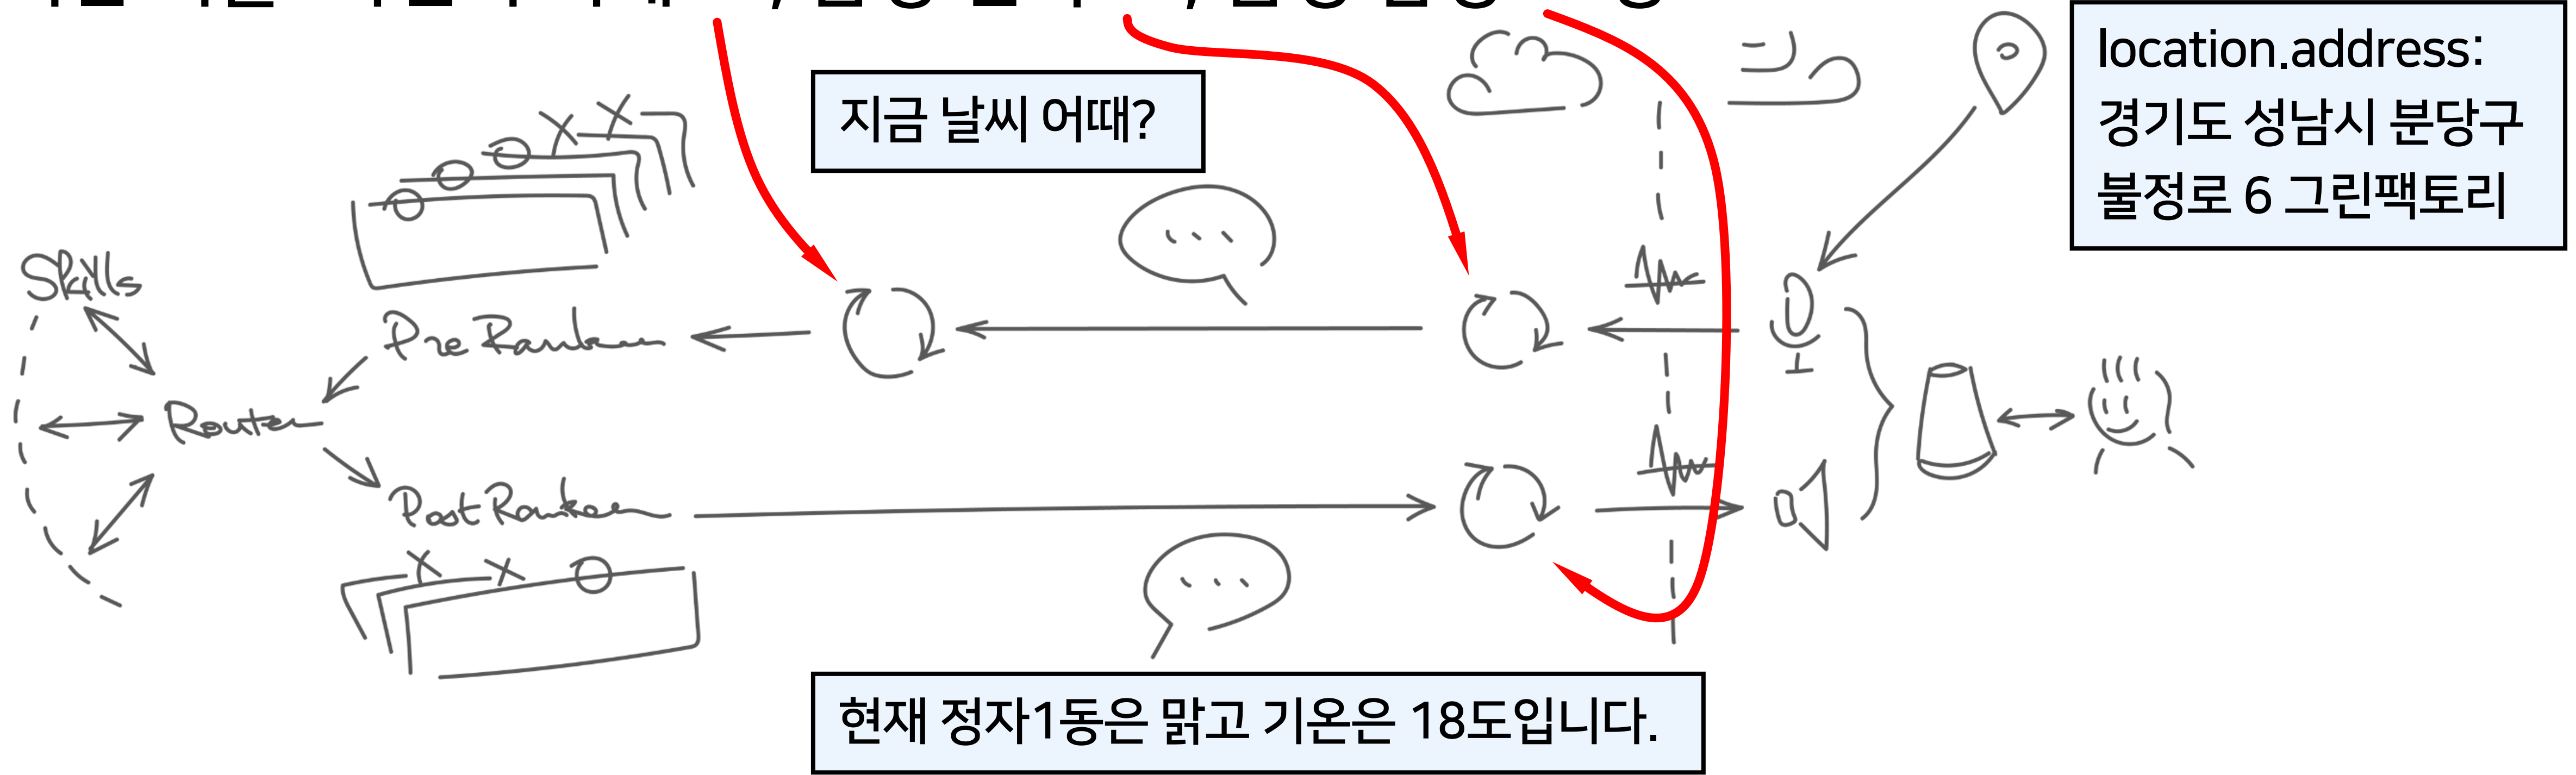 지금 날씨 어때?
location.address:
경기도 성남시 분당구
불정로 6 그린팩토리
Skills
Pre Ranker
Router
Post Ranker
현재 정자1동은 맑고 기온은 18도입니다.